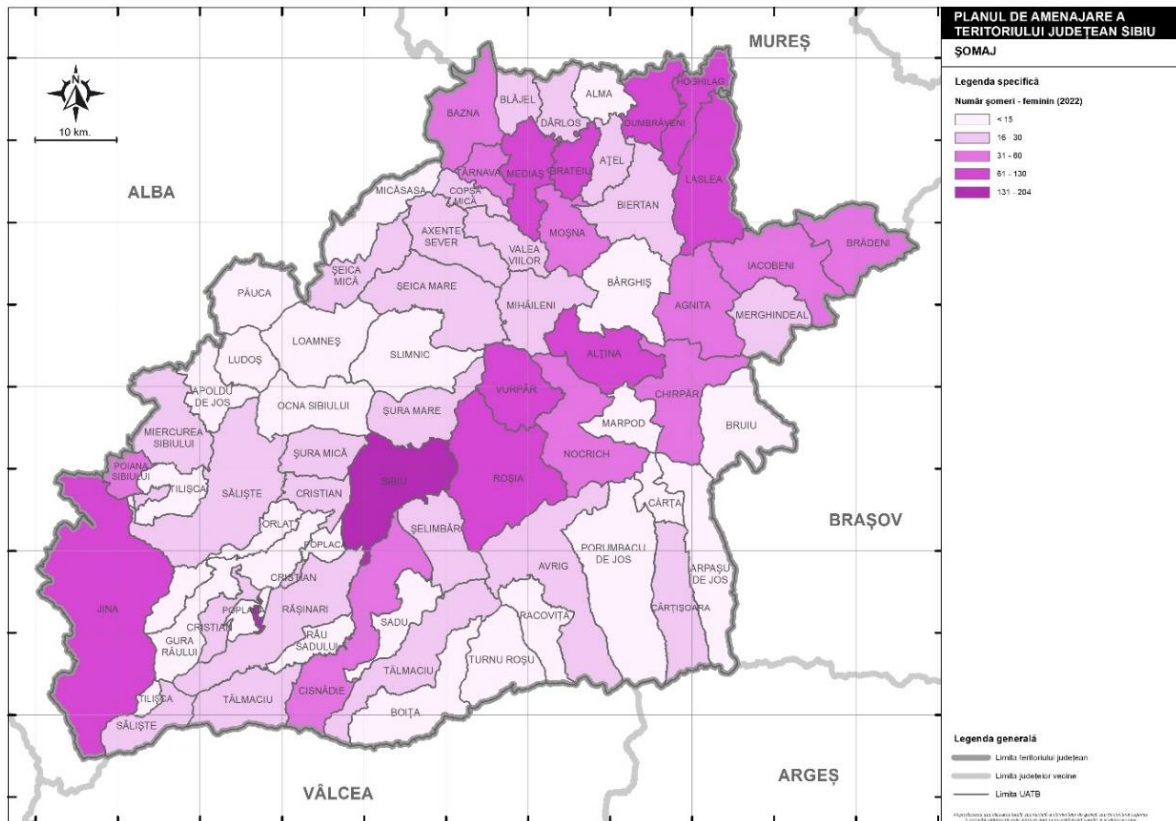 PLANUL DE AMENAJARE A
TERITORIULUI JUDEȚEAN SIBIU
ȘOMAJ
Legenda specifică
Număr șomeri - feminin (2022)
< 15
16 - 30
31 - 60
61 - 130
131 - 204
N
10 km.
MUREȘ
ALBA
BRAȘOV
ARGEȘ
VÂLCEA
BAZNA
BLĂJEL
DÂRLOS
ALMA
DUMBRĂVENI
HOGHILAG
TÂRNAVA
MEDIAȘ
BRATEIU
AȚEL
LASLEA
MICĂSASA
COPȘA
MICĂ
BIERTAN
AXENTE
SEVER
VALEA
VIILOR
MOȘNA
BRĂDENI
IACOBENI
ȘEICA
MICĂ
ȘEICA MARE
MIHĂILENI
BÂRGHIȘ
AGNITA
MERGHINDEAL
PĂUCA
LOAMNEȘ
SLIMNIC
ALȚINA
LUDOȘ
APOLDU
DE JOS
OCNA SIBIULUI
ȘURA MARE
VURPĂR
CHIRPĂR
MARPOD
BRUIU
MIERCUREA
SIBIULUI
ȘURA MICĂ
NOCRICH
POIANA
SIBIULUI
TILIȘCA
SĂLIȘTE
CRISTIAN
SIBIU
ROȘIA
ORLAT
ȘELIMBĂR
CÂRȚA
POPLACA
PORUMBACU
DE JOS
AVRIG
ARPAȘU
DE JOS
CRISTIAN
JINA
POPLACA
RĂȘINARI
CÂRȚIȘOARA
CRISTIAN
SADU
RACOVIȚA
GURA
RÂULUI
RÂU
SADULUI
TĂLMACIU
TURNU ROȘU
TILIȘCA
TĂLMACIU
CISNĂDIE
BOIȚA
SĂLIȘTE
Legenda generală
Limita teritoriului județean
Limita județelor vecine
Limita UATB